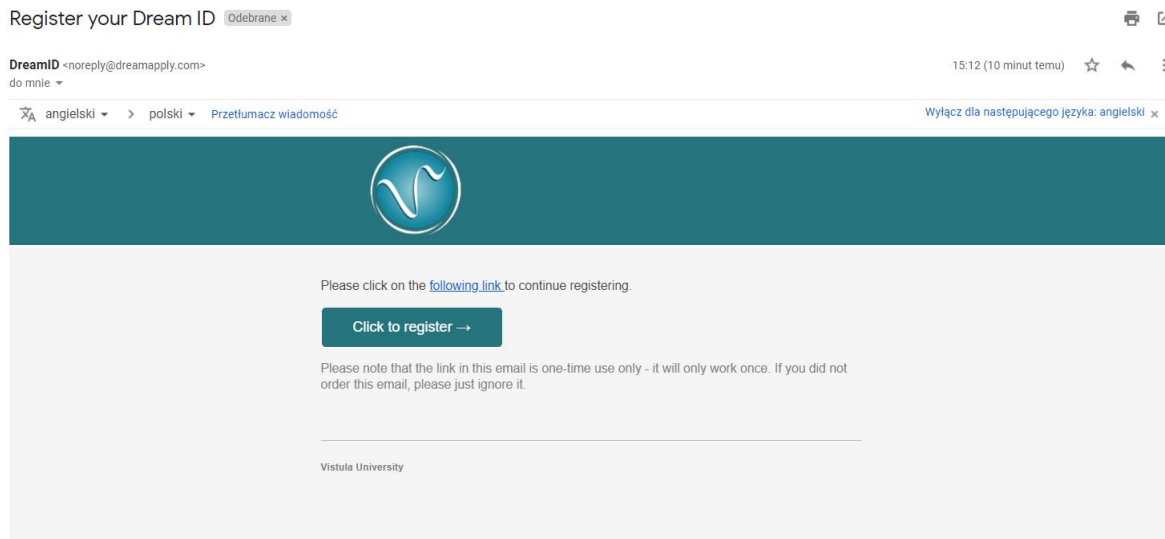 Register your Dream ID Odebrane ×
DreamID <noreply@dreamapply.com> 15:12 (10 minut temu)
do mnie
angielski > polski Przetłumacz wiadomość Wyłącz dla następującego języka: angielski ×
Please click on the following link to continue registering.
Click to register →
Please note that the link in this email is one-time use only - it will only work once. If you did not
order this email, please just ignore it.
Vistula University